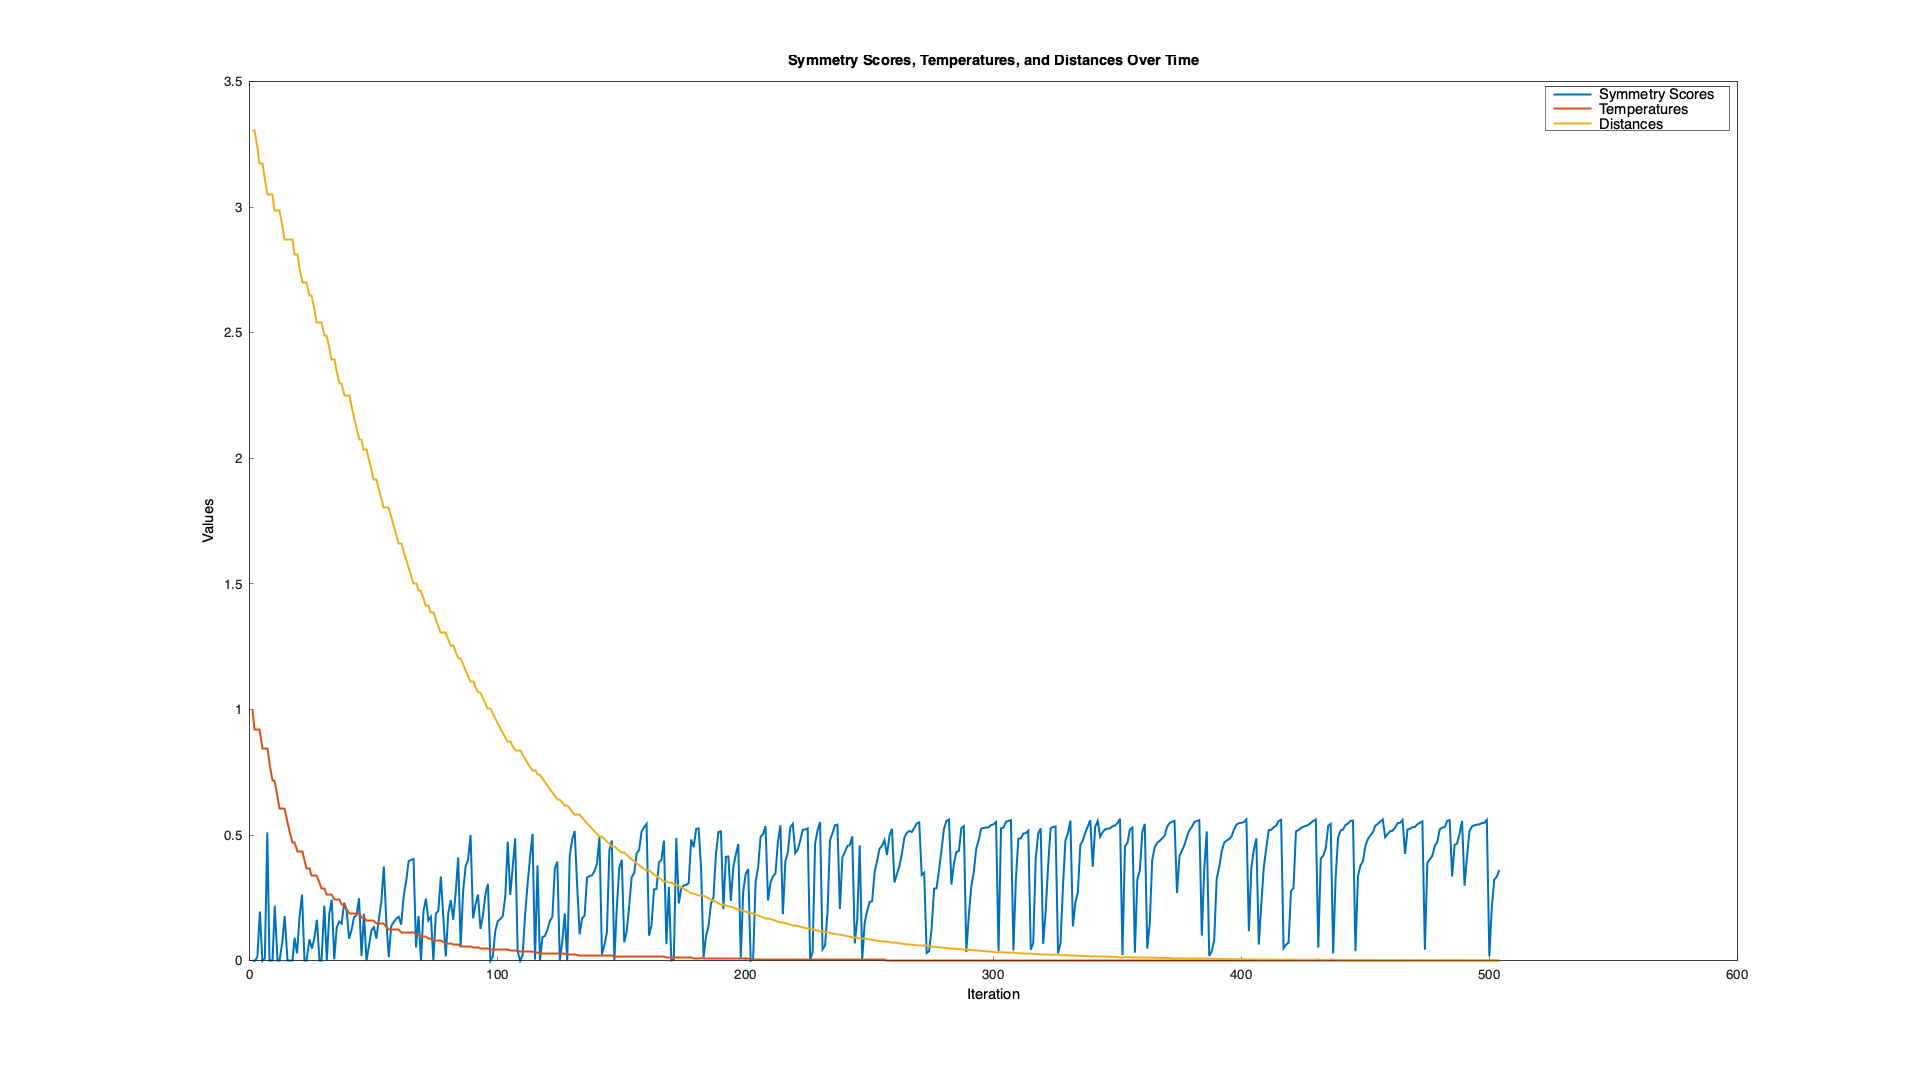 Symmetry Scores, Temperatures, and Distances Over Time
3.5
3
2.5
2
1.5
1
0.5
0
Values
Symmetry Scores
Temperatures
Distances
0 100 200 300 400 500 600
Iteration